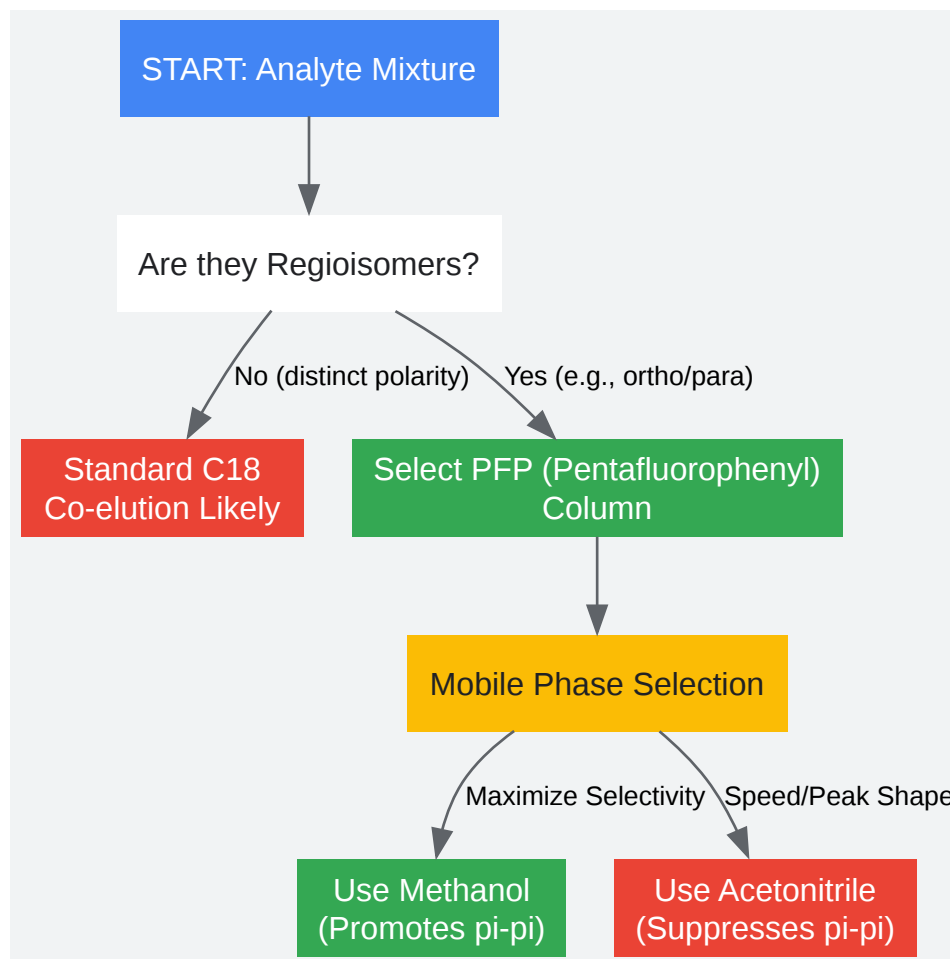 START: Analyte Mixture
Are they Regioisomers?
No (distinct polarity)
Yes (e.g., ortho/para)
Standard C18
Co-elution Likely
Select PFP (Pentafluorophenyl)
Column
Mobile Phase Selection
Maximize Selectivity
Speed/Peak Shape
Use Methanol
(Promotes pi-pi)
Use Acetonitrile
(Suppresses pi-pi)